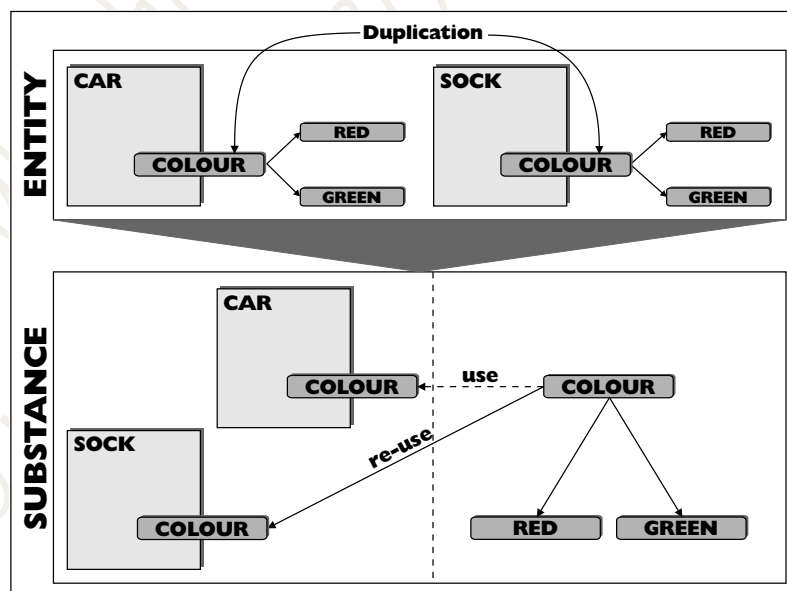 Duplication
ENTITY
CAR
COLOUR
RED
GREEN
SOCK
COLOUR
RED
GREEN
SUBSTANCE
CAR
COLOUR
use
COLOUR
SOCK
re-use
COLOUR
RED
GREEN